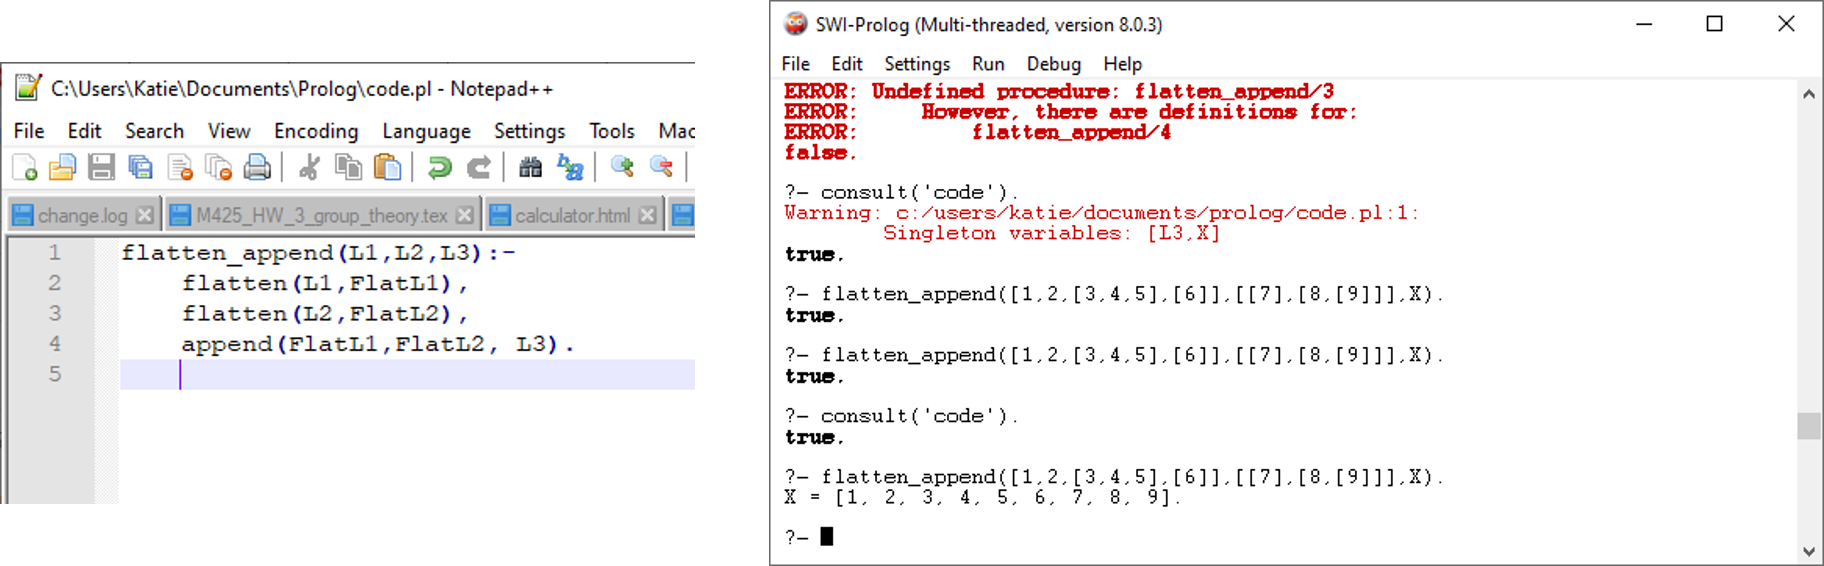 C:\Users\Katie\Documents\Prolog\code.pl - Notepad++
File Edit Search View Encoding Language Settings Tools Mac
change.log M425_HW_3_group_theory.tex calculator.html
1 flatten_append(L1,L2,L3):-
2 flatten(L1,FlatL1),
3 flatten(L2,FlatL2),
4 append(FlatL1,FlatL2, L3).
5
SWI-Prolog (Multi-threaded, version 8.0.3)
File Edit Settings Run Debug Help
ERROR: Undefined procedure: flatten_append/3
ERROR: However, there are definitions for:
ERROR: flatten_append/4
false.
?- consult('code').
Warning: c:/users/katie/documents/prolog/code.pl:1:
Singleton variables: [L3,X]
true.
?- flatten_append([1,2,[3,4,5],[6]],[[7],[8,[9]]],X).
true.
?- flatten_append([1,2,[3,4,5],[6]],[[7],[8,[9]]],X).
true.
?- consult('code').
true.
?- flatten_append([1,2,[3,4,5],[6]],[[7],[8,[9]]],X).
X = [1, 2, 3, 4, 5, 6, 7, 8, 9].
?-